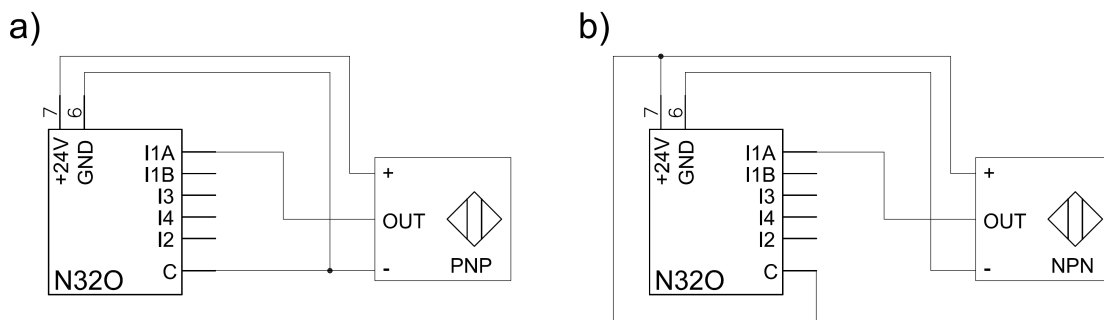 a)
7
6
+24V
GND
I1A
I1B
I3
I4
I2
C
N32O
+
OUT
-
PNP
b)
7
6
+24V
GND
I1A
I1B
I3
I4
I2
C
N32O
+
OUT
-
NPN